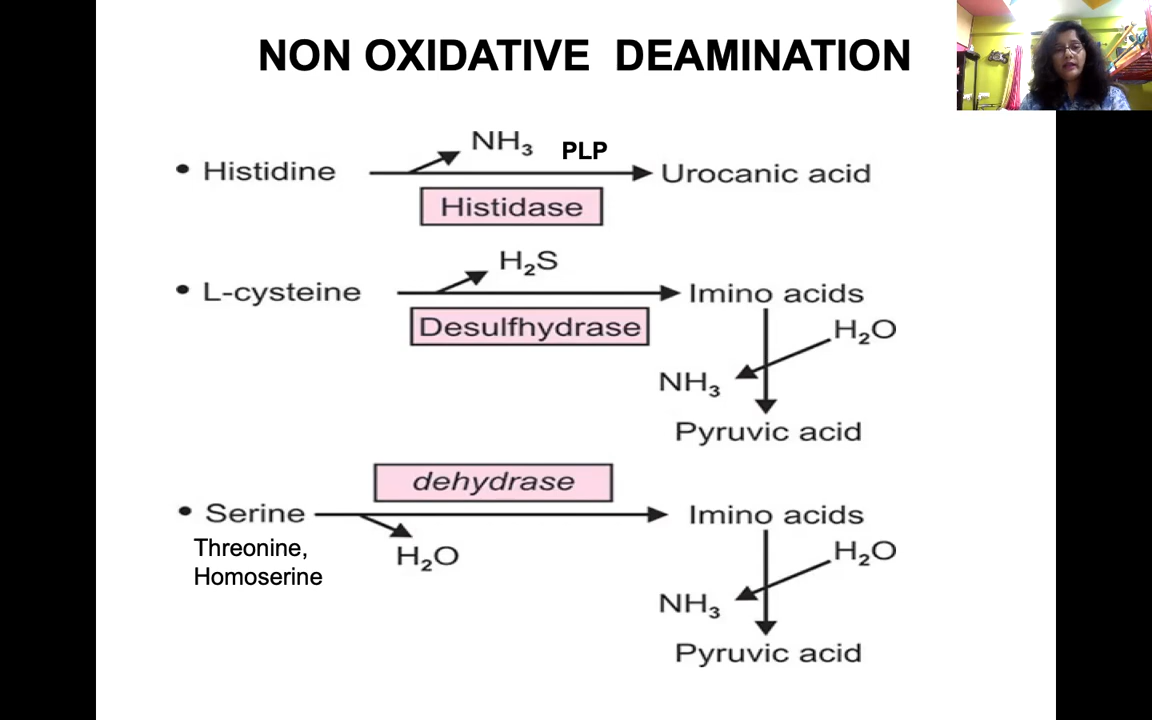 NON OXIDATIVE DEAMINATION
NH₃ PLP
• Histidine Urocanic acid
Histidase
H₂S
• L-cysteine Imino acids
Desulfhydrase
H₂O
NH₃
Pyruvic acid
dehydrase
• Serine Imino acids
Threonine,
Homoserine
H₂O
H₂O
NH₃
Pyruvic acid